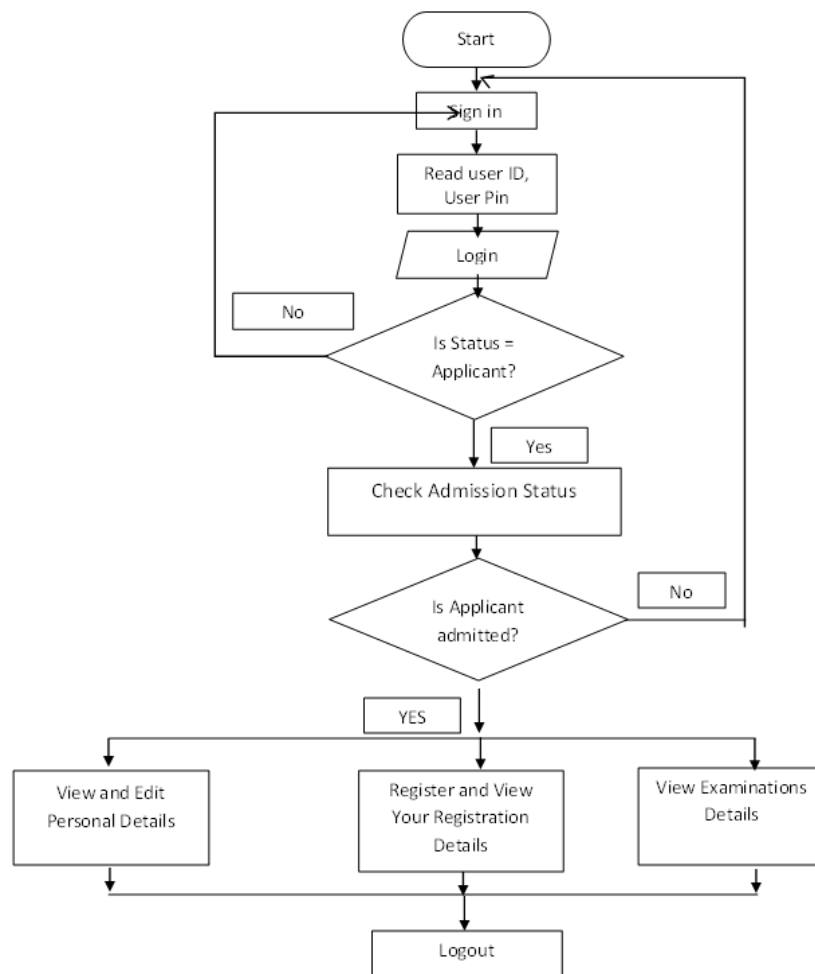 Start
Sign in
Read user ID,
User Pin
Login
No
Is Status =
Applicant?
Yes
Check Admission Status
Is Applicant
admitted?
No
YES
View and Edit
Personal Details
Register and View
Your Registration
Details
View Examinations
Details
Logout